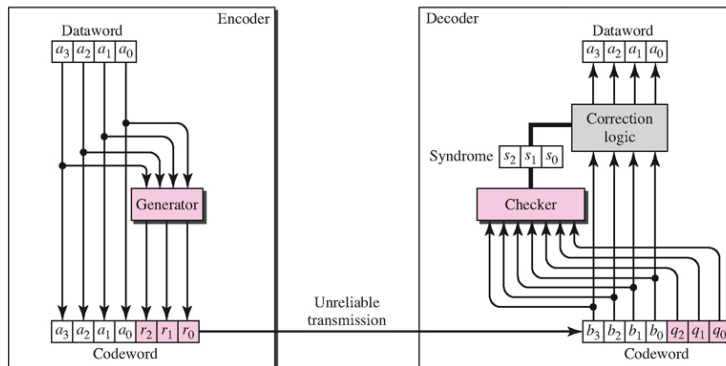 Encoder
Dataword
a₃ a₂ a₁ a₀
Generator
a₃ a₂ a₁ a₀ r₂ r₁ r₀
Codeword
Unreliable
transmission
Decoder
Dataword
a₃ a₂ a₁ a₀
Correction
logic
Syndrome s₂ s₁ s₀
Checker
b₃ b₂ b₁ b₀ q₂ q₁ q₀
Codeword